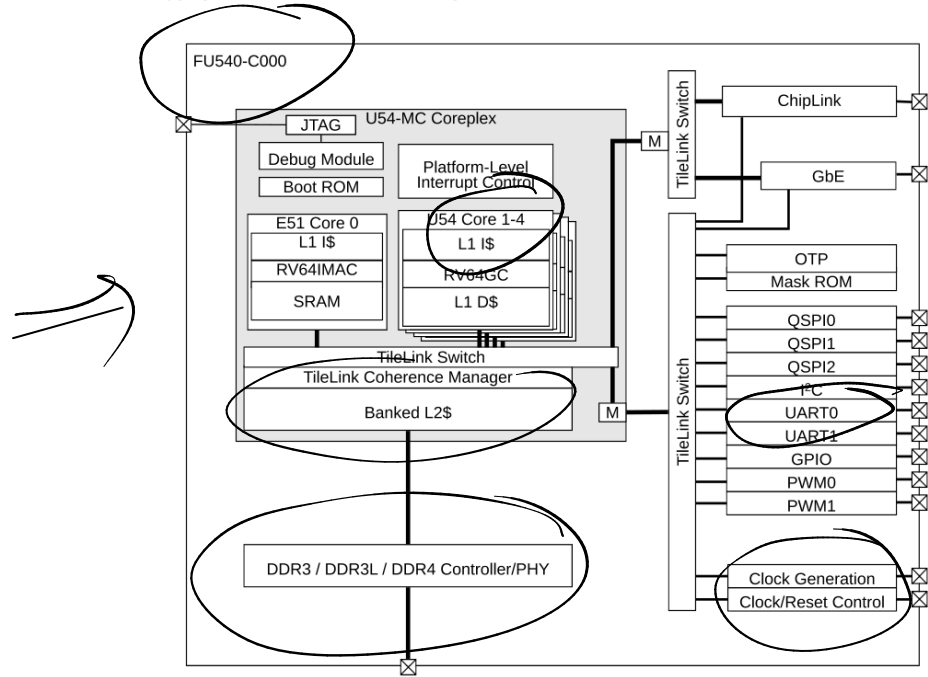 FU540-C000
JTAG
U54-MC Coreplex
Debug Module
Boot ROM
Platform-Level
Interrupt Control
E51 Core 0
L1 I$
RV64IMAC
SRAM
U54 Core 1-4
L1 I$
RV64GC
L1 D$
TileLink Switch
TileLink Coherence Manager
Banked L2$
DDR3 / DDR3L / DDR4 Controller/PHY
M
M
TileLink Switch
ChipLink
GbE
TileLink Switch
OTP
Mask ROM
QSPI0
QSPI1
QSPI2
I²C
UART0
UART1
GPIO
PWM0
PWM1
Clock Generation
Clock/Reset Control